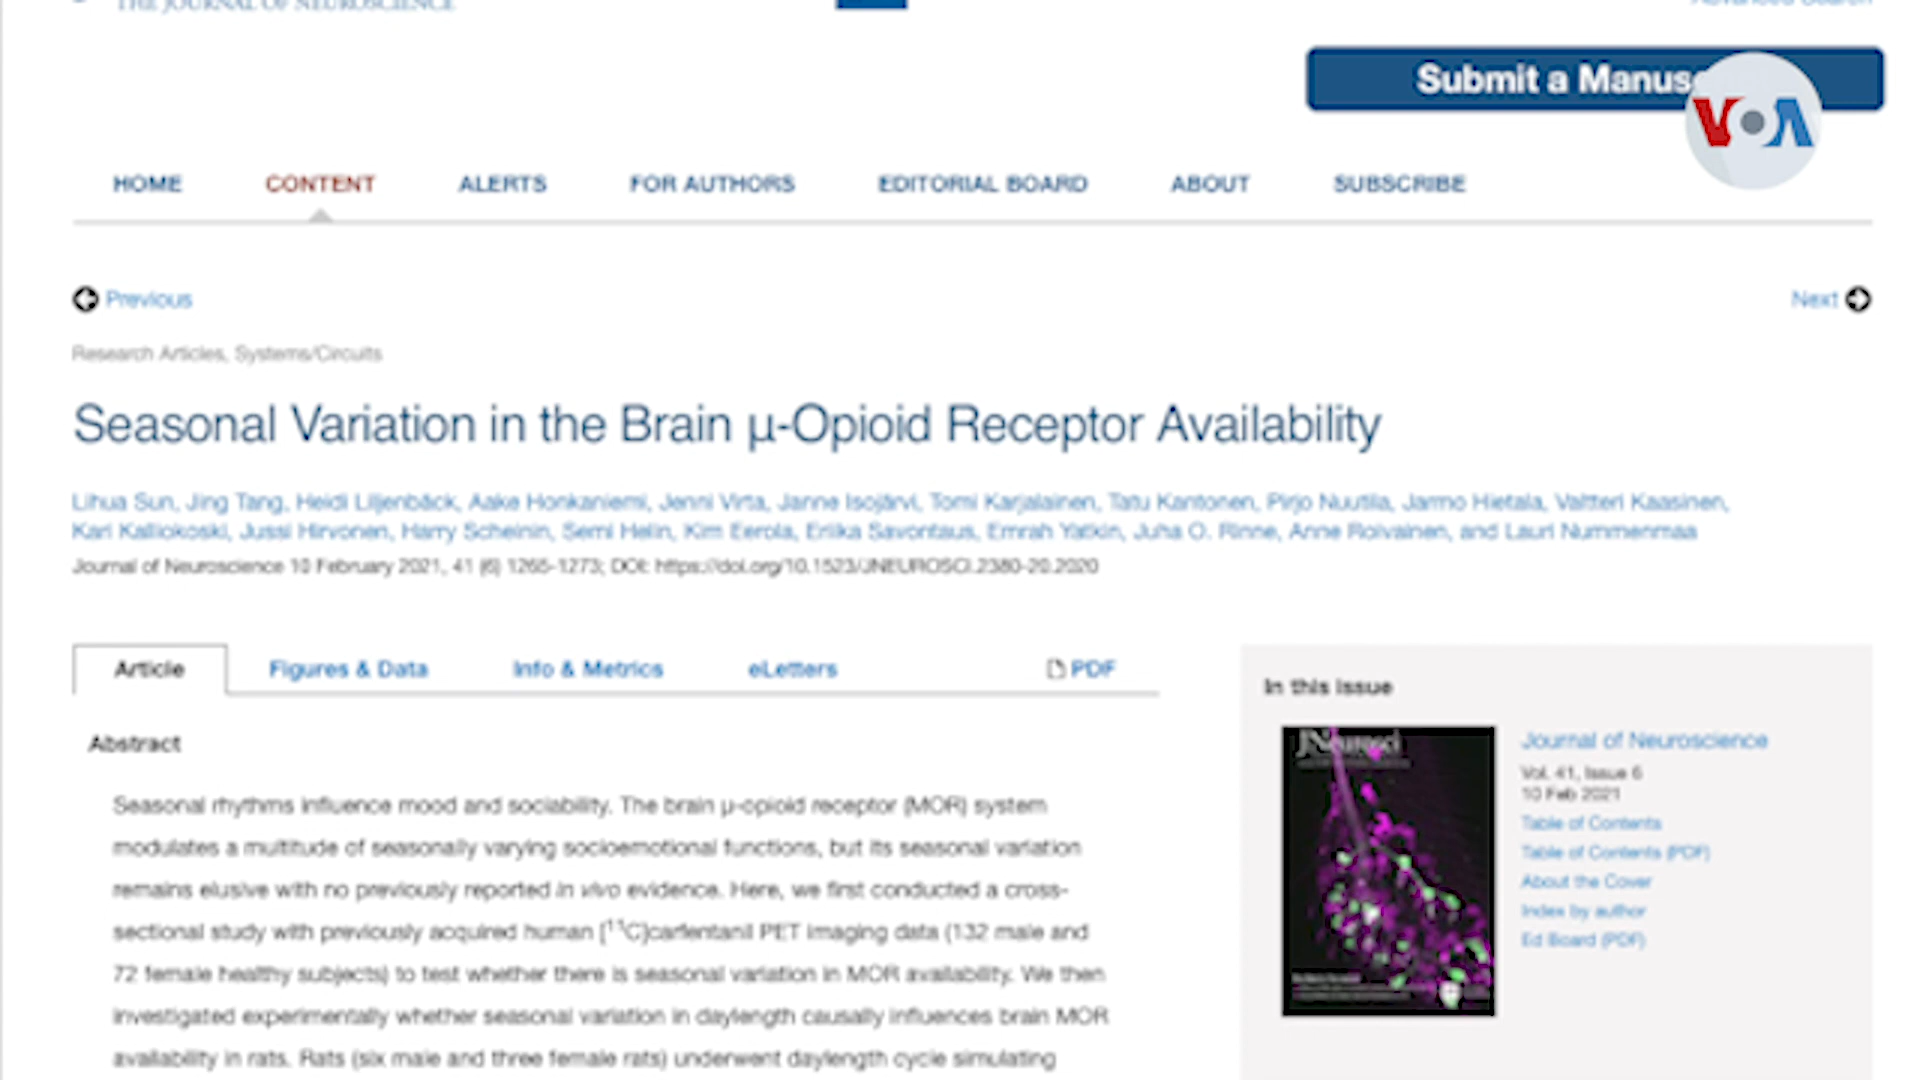 THE JOURNAL OF NEUROSCIENCE
Advanced Search
Submit a Manus
VOA
HOME CONTENT ALERTS FOR AUTHORS EDITORIAL BOARD ABOUT SUBSCRIBE
Previous Next
Research Articles, Systems/Circuits
Seasonal Variation in the Brain μ-Opioid Receptor Availability
Lihua Sun, Jing Tang, Heidi Liljenbäck, Aake Honkaniemi, Jenni Virta, Janne Isojärvi, Tomi Karjalainen, Tatu Kantonen, Pirjo Nuutila, Jarmo Hietala, Valtteri Kaasinen,
Kari Kalliokoski, Jussi Hirvonen, Harry Scheinin, Semi Helin, Kim Eerola, Eriika Savontaus, Emrah Yatkin, Juha O. Rinne, Anne Roivainen, and Lauri Nummenmaa
Journal of Neuroscience 10 February 2021, 41 (6) 1265-1273; DOI: https://doi.org/10.1523/JNEUROSCI.2380-20.2020
Article Figures & Data Info & Metrics eLetters PDF
Abstract
Seasonal rhythms influence mood and sociability. The brain μ-opioid receptor (MOR) system
modulates a multitude of seasonally varying socioemotional functions, but its seasonal variation
remains elusive with no previously reported in vivo evidence. Here, we first conducted a cross-
sectional study with previously acquired human [¹¹C]carfentanil PET imaging data (132 male and
72 female healthy subjects) to test whether there is seasonal variation in MOR availability. We then
investigated experimentally whether seasonal variation in daylength causally influences brain MOR
availability in rats. Rats (six male and three female rats) underwent daylength cycle simulating
In this issue
JNeurosci
Journal of Neuroscience
Vol. 41, Issue 6
10 Feb 2021
Table of Contents
Table of Contents (PDF)
About the Cover
Index by author
Ed Board (PDF)